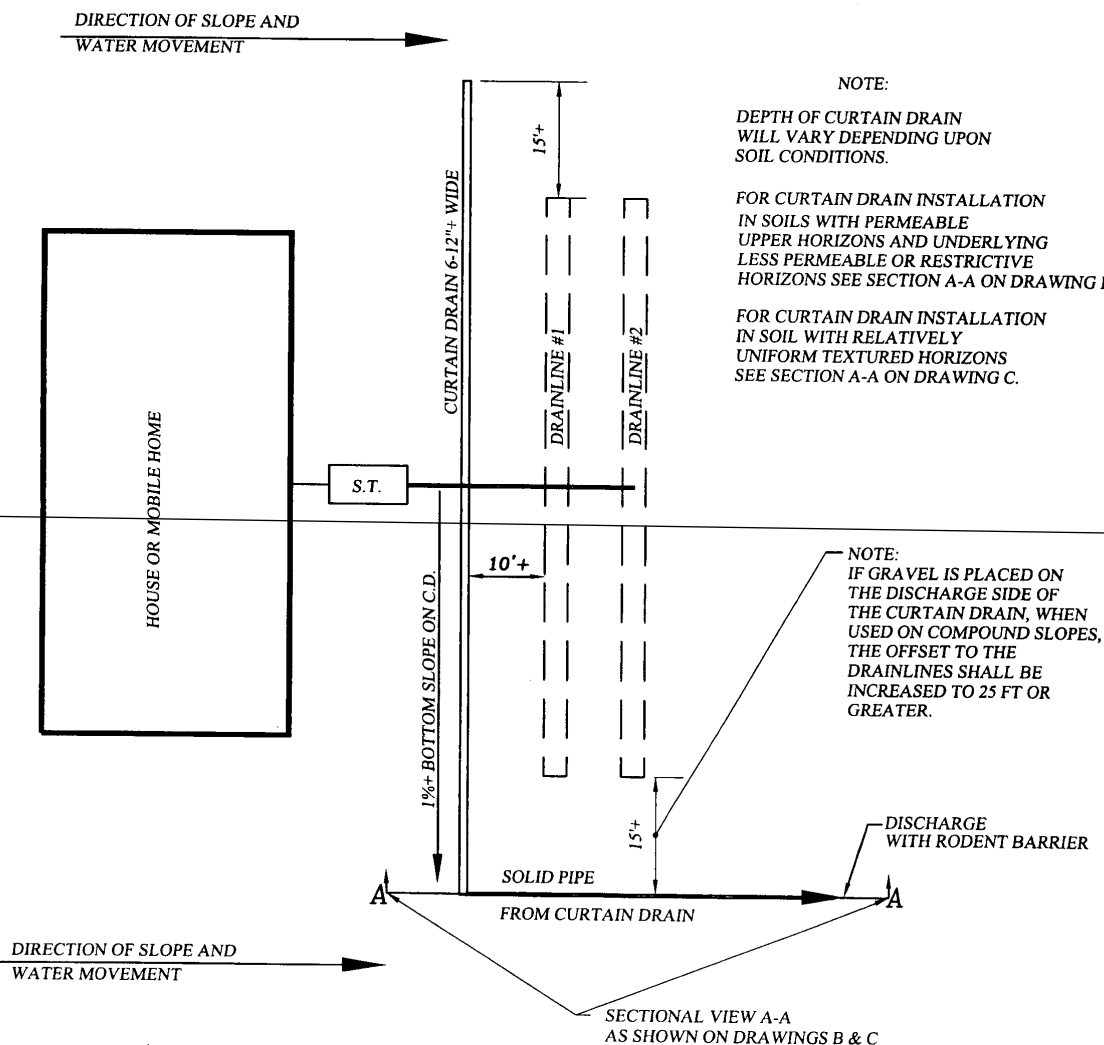 DIRECTION OF SLOPE AND
WATER MOVEMENT
NOTE:
DEPTH OF CURTAIN DRAIN
WILL VARY DEPENDING UPON
SOIL CONDITIONS.
FOR CURTAIN DRAIN INSTALLATION
IN SOILS WITH PERMEABLE
UPPER HORIZONS AND UNDERLYING
LESS PERMEABLE OR RESTRICTIVE
HORIZONS SEE SECTION A-A ON DRAWING
FOR CURTAIN DRAIN INSTALLATION
IN SOIL WITH RELATIVELY
UNIFORM TEXTURED HORIZONS
SEE SECTION A-A ON DRAWING C.
15'+
CURTAIN DRAIN 6-12"+ WIDE
DRAINLINE #1
DRAINLINE #2
HOUSE OR MOBILE HOME
S.T.
10'+
1%+ BOTTOM SLOPE ON C.D.
NOTE:
IF GRAVEL IS PLACED ON
THE DISCHARGE SIDE OF
THE CURTAIN DRAIN, WHEN
USED ON COMPOUND SLOPES,
THE OFFSET TO THE
DRAINLINES SHALL BE
INCREASED TO 25 FT OR
GREATER.
15'+
DISCHARGE
WITH RODENT BARRIER
A
SOLID PIPE
FROM CURTAIN DRAIN
A
DIRECTION OF SLOPE AND
WATER MOVEMENT
SECTIONAL VIEW A-A
AS SHOWN ON DRAWINGS B & C